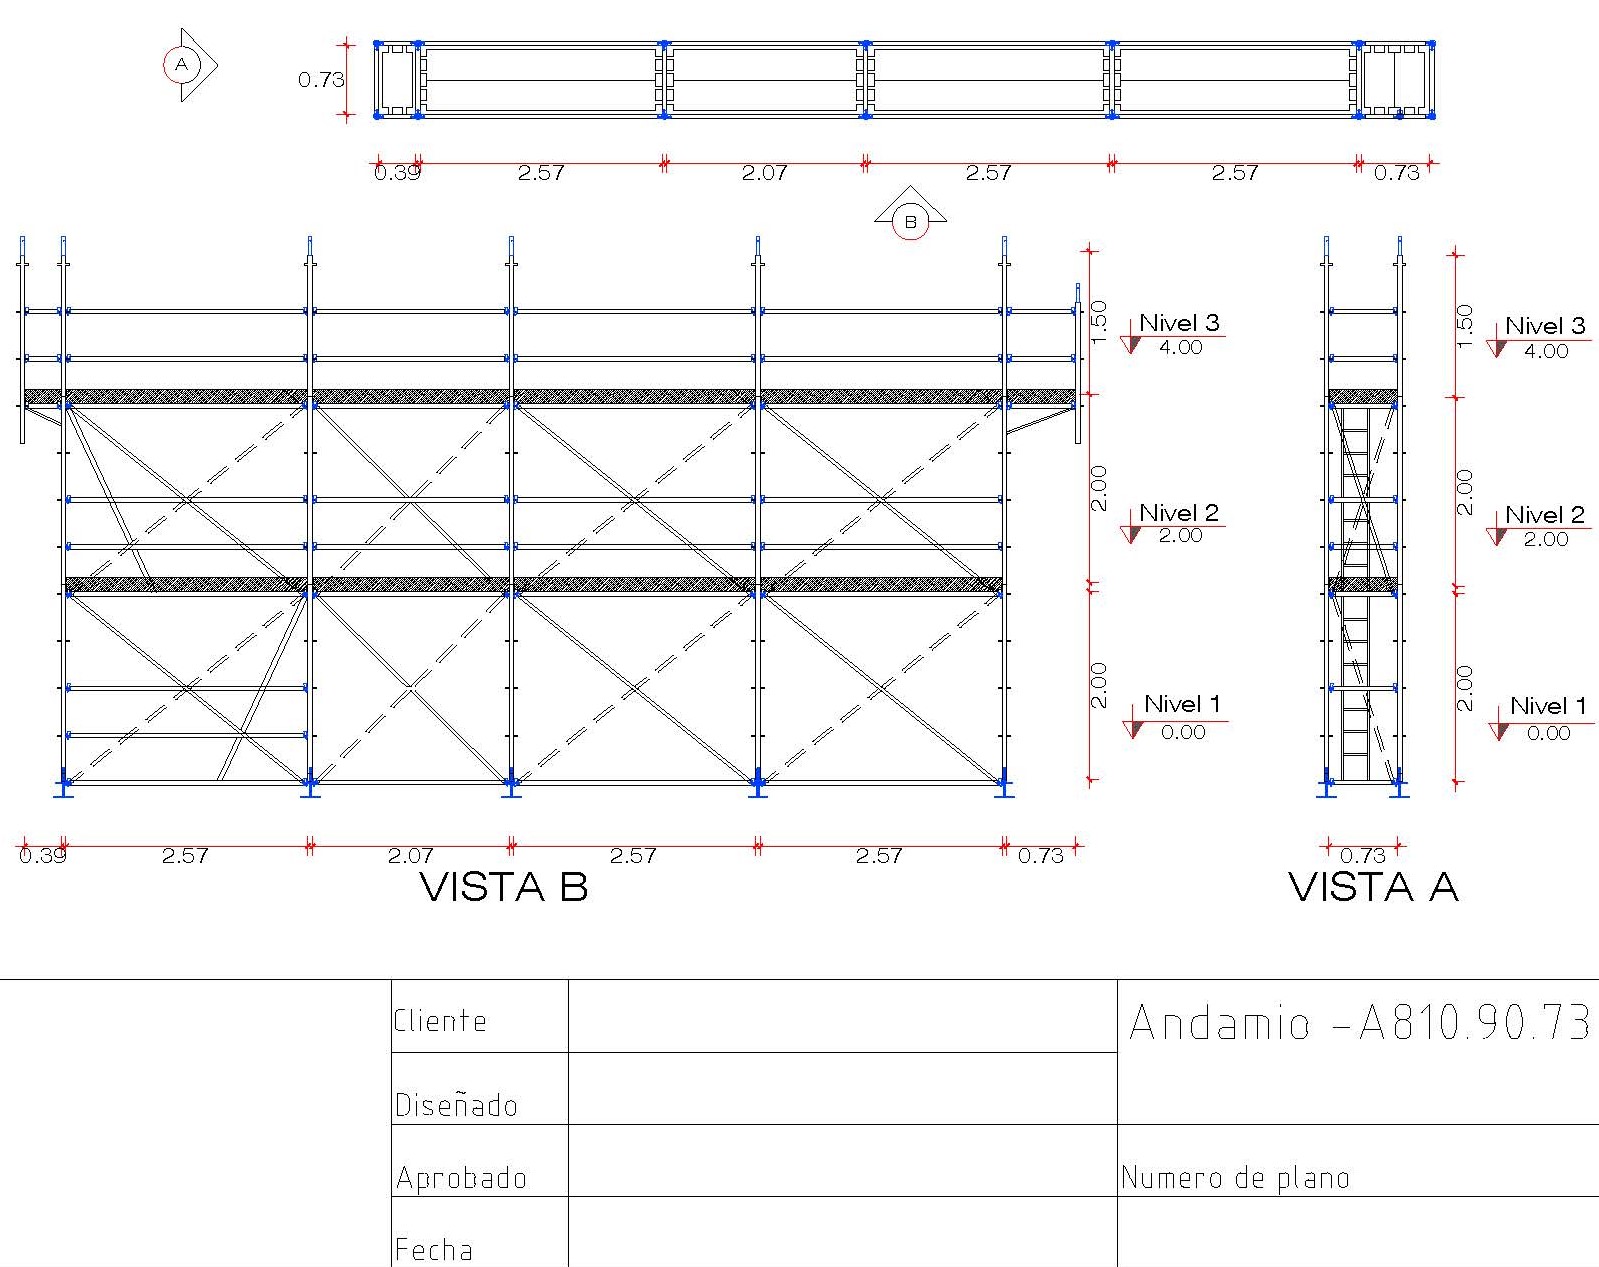 A
0.73
0.39 2.57 2.07 2.57 2.57 0.73
B
1.50
Nivel 3
4.00
2.00
Nivel 2
2.00
2.00
Nivel 1
0.00
1.50
Nivel 3
4.00
2.00
Nivel 2
2.00
2.00
Nivel 1
0.00
0.39 2.57 2.07 2.57 2.57 0.73
0.73
VISTA B
VISTA A
Cliente
Andamio -A810.90.73
Diseñado
Aprobado
Numero de plano
Fecha